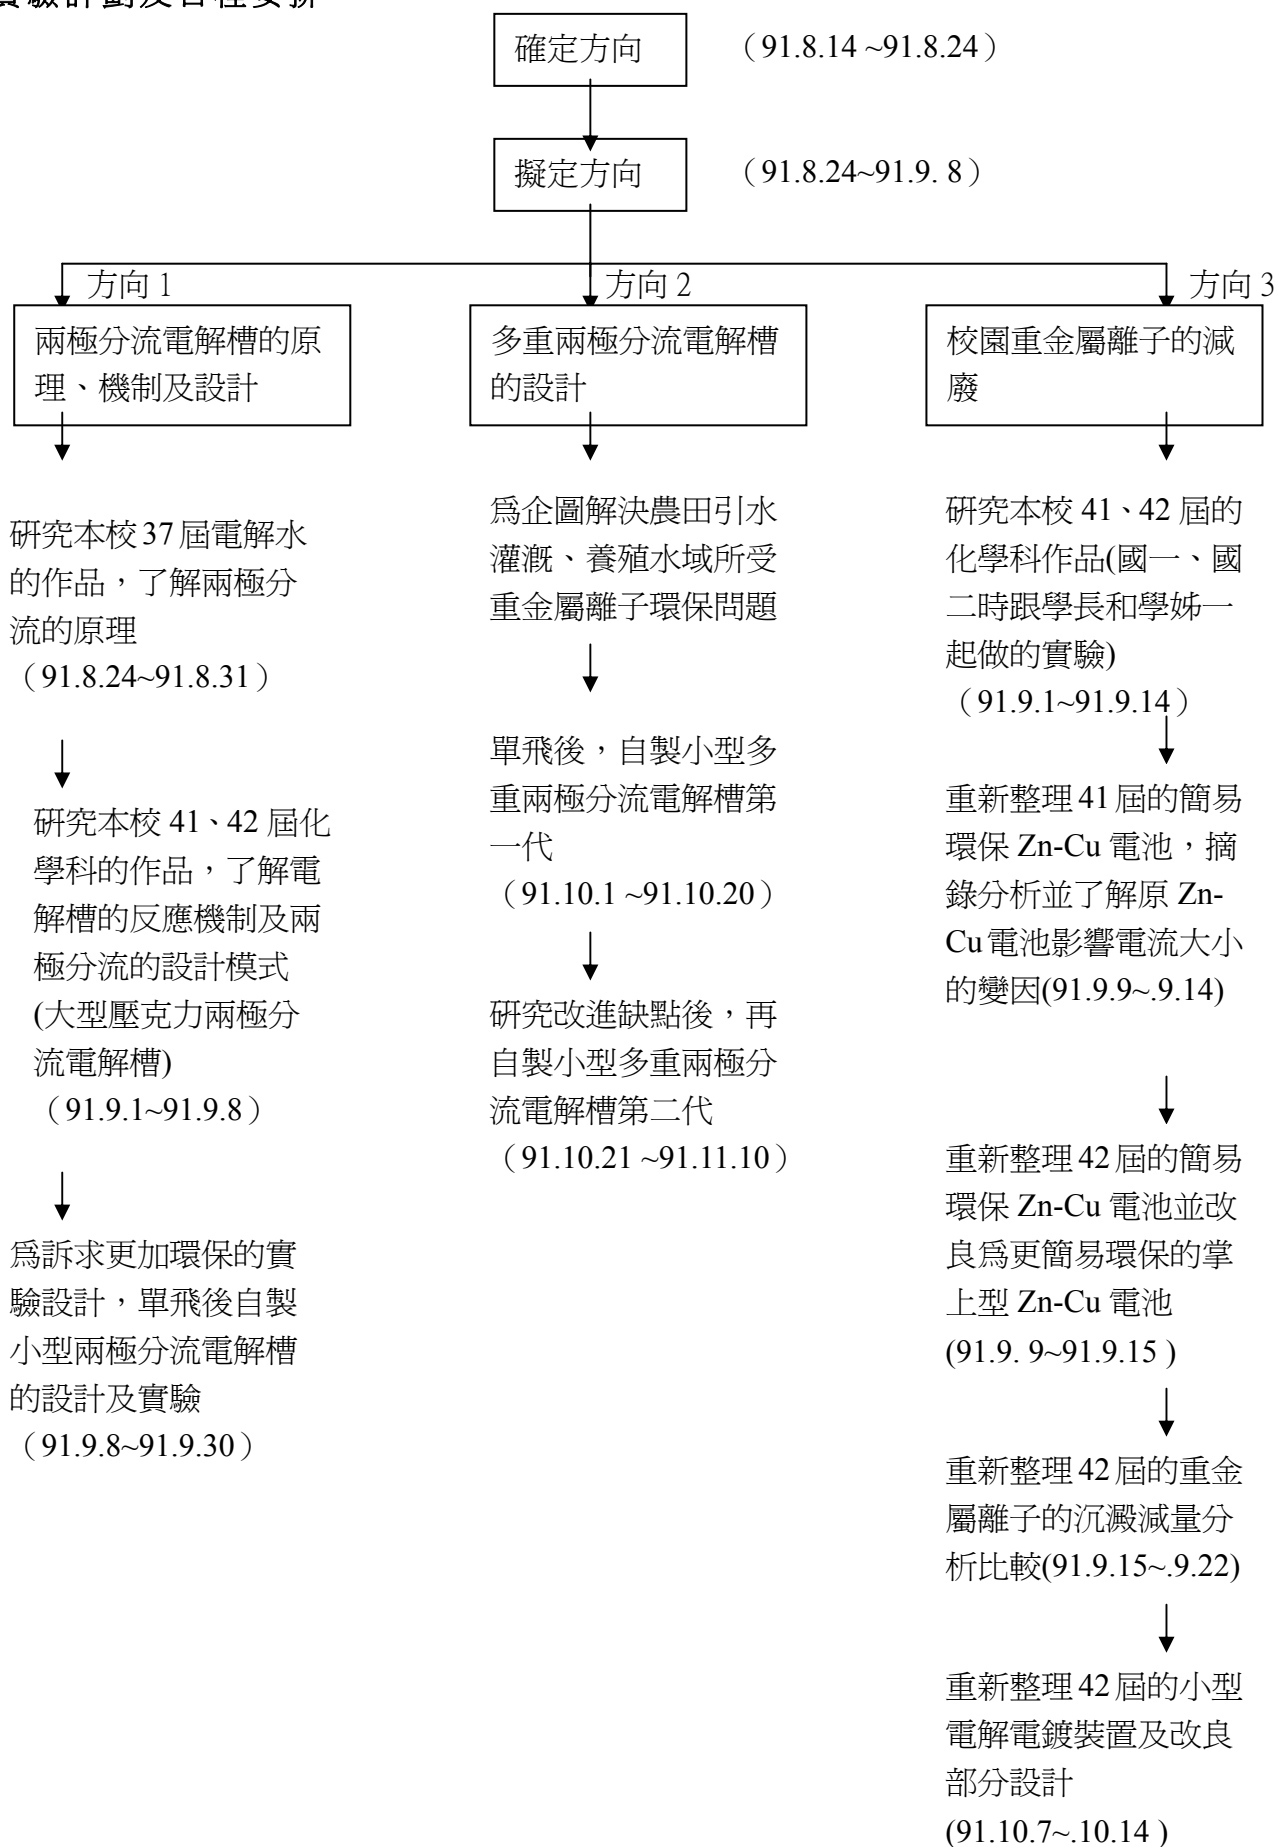 實驗計劃及日程安排
確定方向
（91.8.14 ~91.8.24）
擬定方向
（91.8.24~91.9. 8）
方向 1
兩極分流電解槽的原
理、機制及設計
研究本校 37 屆電解水
的作品，了解兩極分
流的原理
（91.8.24~91.8.31）
研究本校 41、42 屆化
學科的作品，了解電
解槽的反應機制及兩
極分流的設計模式
(大型壓克力兩極分
流電解槽)
（91.9.1~91.9.8）
爲訴求更加環保的實
驗設計，單飛後自製
小型兩極分流電解槽
的設計及實驗
（91.9.8~91.9.30）
方向 2
多重兩極分流電解槽
的設計
爲企圖解決農田引水
灌漑、養殖水域所受
重金屬離子環保問題
單飛後，自製小型多
重兩極分流電解槽第
一代
（91.10.1 ~91.10.20）
研究改進缺點後，再
自製小型多重兩極分
流電解槽第二代
（91.10.21 ~91.11.10）
方向 3
校園重金屬離子的減
廢
研究本校 41、42 屆的
化學科作品(國一、國
二時跟學長和學姊一
起做的實驗)
（91.9.1~91.9.14）
重新整理 41 屆的簡易
環保 Zn-Cu 電池，摘
錄分析並了解原 Zn-
Cu 電池影響電流大小
的變因(91.9.9~.9.14)
重新整理 42 屆的簡易
環保 Zn-Cu 電池並改
良爲更簡易環保的掌
上型 Zn-Cu 電池
(91.9. 9~91.9.15 )
重新整理 42 屆的重金
屬離子的沉澱減量分
析比較(91.9.15~.9.22)
重新整理 42 屆的小型
電解電鍍裝置及改良
部分設計
(91.10.7~.10.14 )